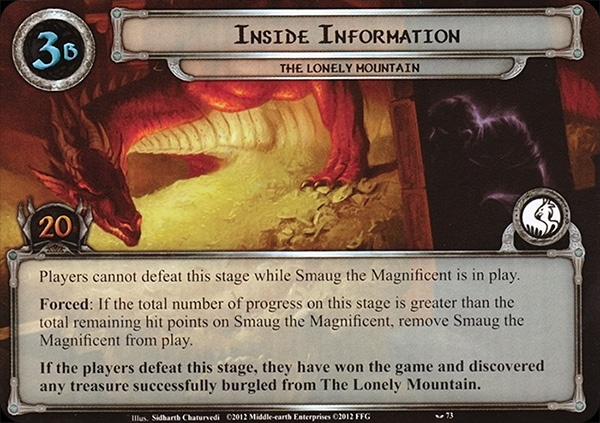 3B
INSIDE INFORMATION
THE LONELY MOUNTAIN
20
Players cannot defeat this stage while Smaug the Magnificent is in play.
Forced: If the total number of progress on this stage is greater than the
total remaining hit points on Smaug the Magnificent, remove Smaug the
Magnificent from play.
If the players defeat this stage, they have won the game and discovered
any treasure successfully burgled from The Lonely Mountain.
Illus. Sidharth Chaturvedi ©2012 Middle-earth Enterprises ©2012 FFG 73